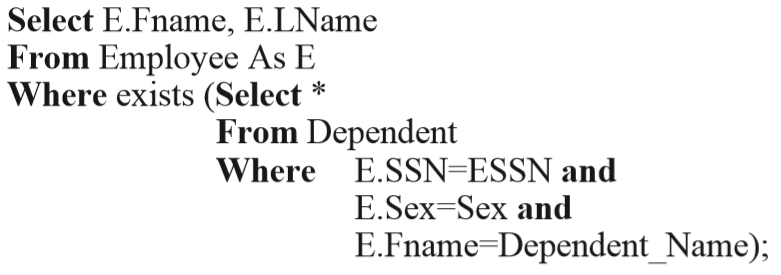 Select E.Fname, E.LName
From Employee As E
Where exists (Select *
From Dependent
Where E.SSN=ESSN and
E.Sex=Sex and
E.Fname=Dependent_Name);